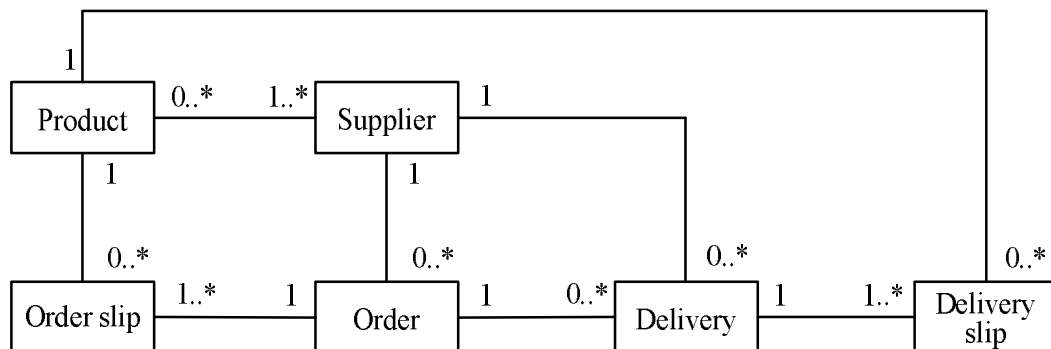 1
0..*
1..*
1
Product
Supplier
1
1
0..*
0..*
0..*
0..*
1..*
1
1
0..*
1
1..*
Order slip
Order
Delivery
Delivery
slip